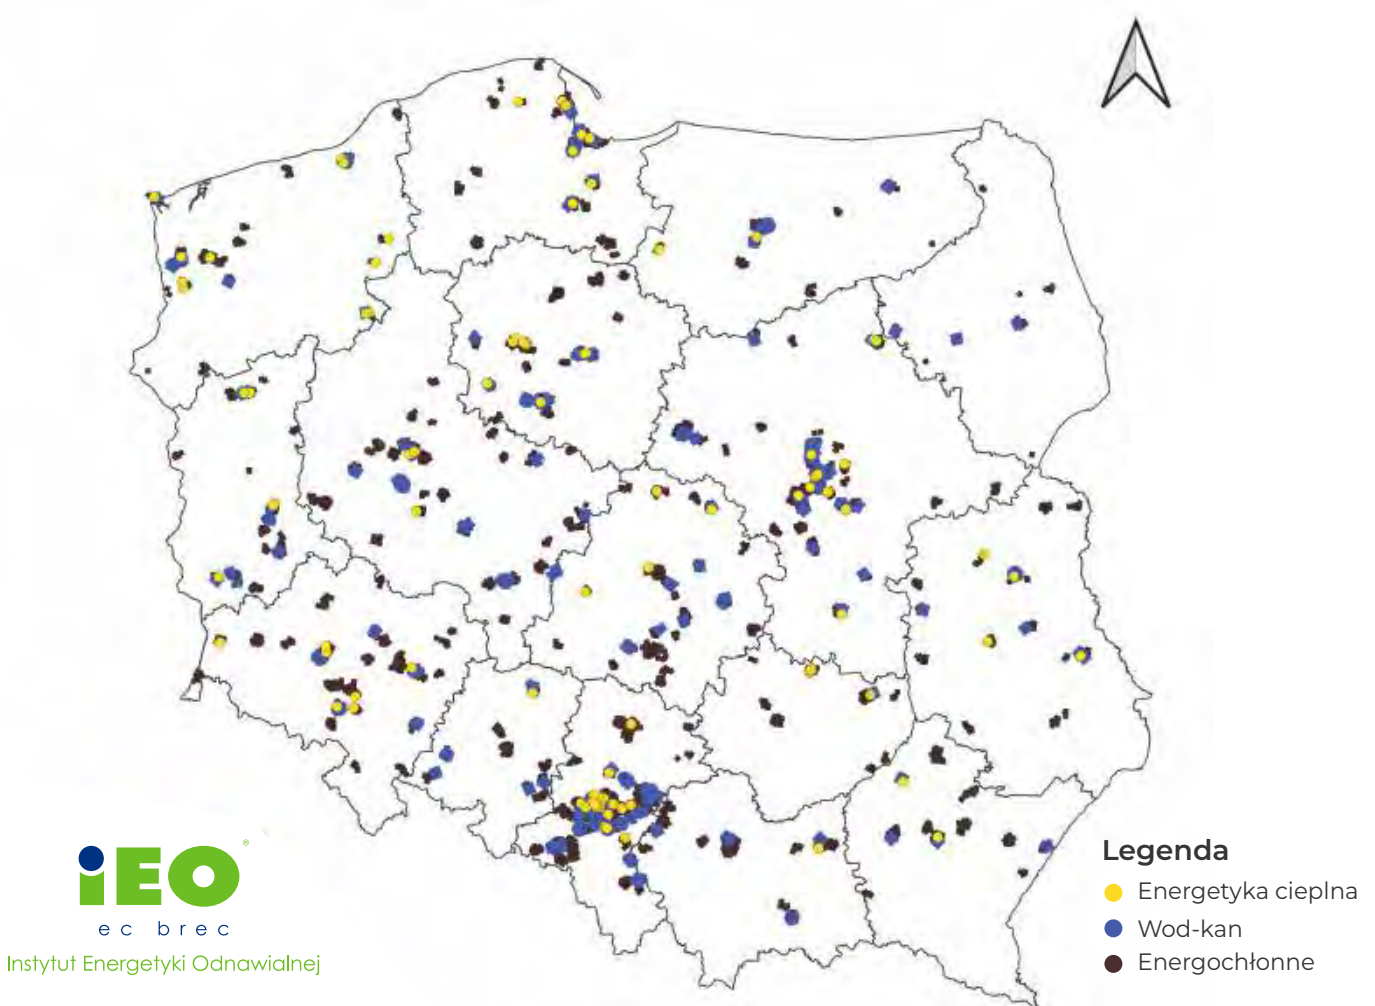 iEO®
ec brec
Instytut Energetyki Odnawialnej
Legenda
Energetyka cieplna
Wod-kan
Energochłonne